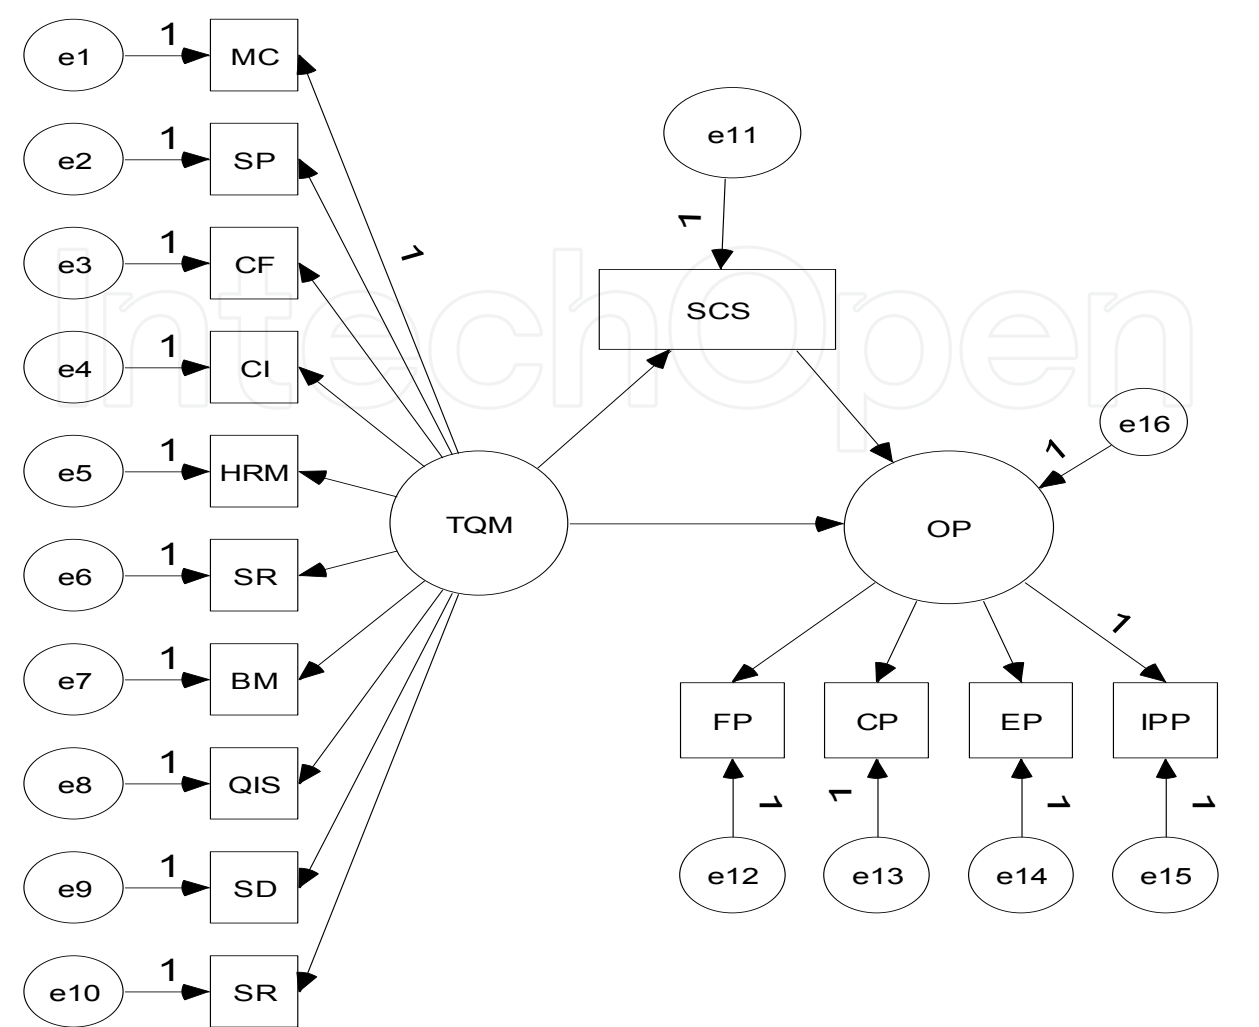 e1 1 MC
e2 1 SP
e3 1 CF
e4 1 CI
e5 1 HRM
e6 1 SR
e7 1 BM
e8 1 QIS
e9 1 SD
e10 1 SR
1
TQM
e11
1
SCS
e16
1
OP
1
FP CP EP IPP
1 1 1 1
e12 e13 e14 e15
IntechOpen